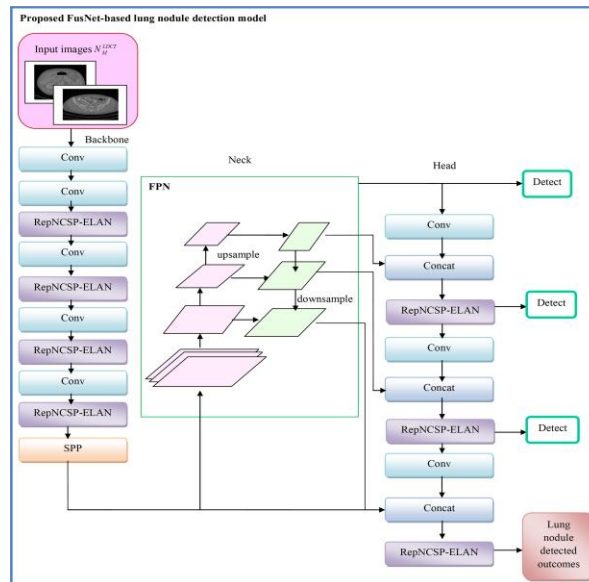 Proposed FusNet-based lung nodule detection model
Input images N_M^{LDCT}
Backbone
Conv
Conv
RepNCSP-ELAN
Conv
RepNCSP-ELAN
Conv
RepNCSP-ELAN
Conv
RepNCSP-ELAN
SPP
Neck
FPN
upsample
downsample
Head
Conv
Concat
RepNCSP-ELAN
Conv
Concat
RepNCSP-ELAN
Conv
Concat
RepNCSP-ELAN
Detect
Detect
Detect
Lung
nodule
detected
outcomes